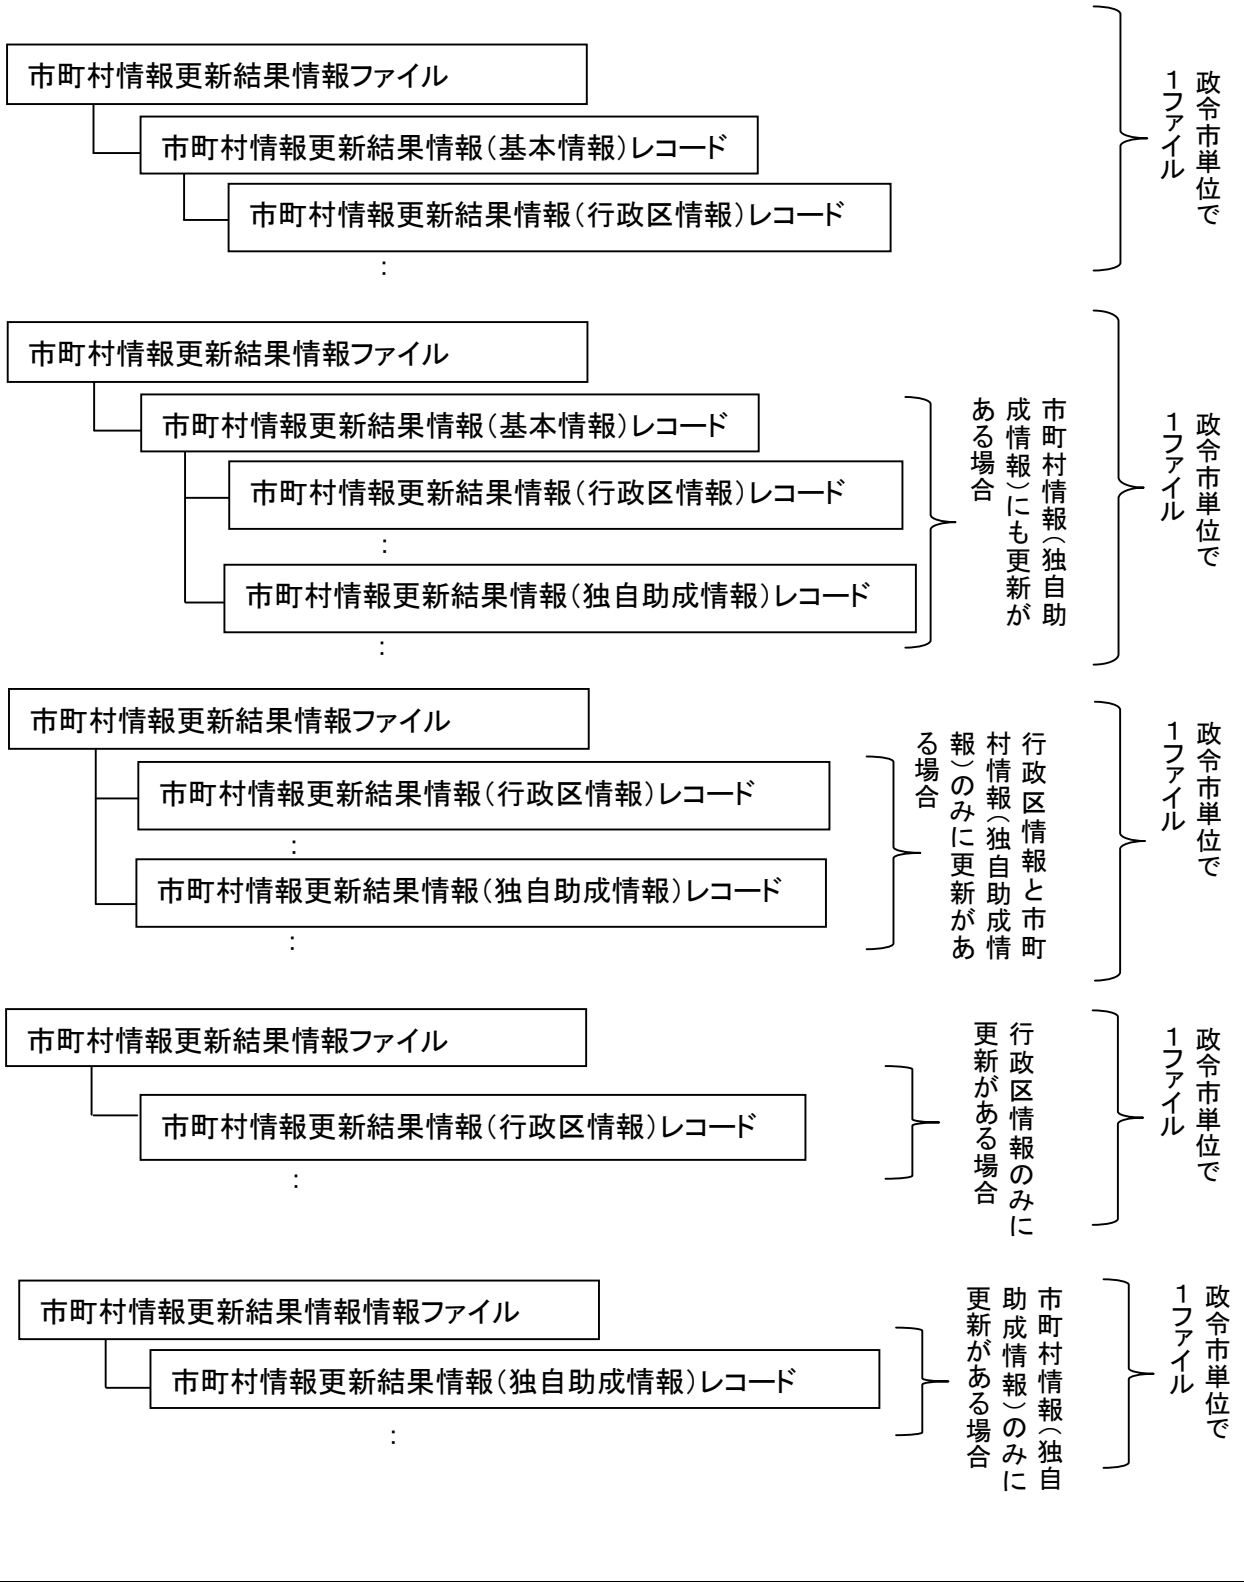 市町村情報更新結果情報ファイル
市町村情報更新結果情報(基本情報)レコード
市町村情報更新結果情報(行政区情報)レコード
:
政令市単位で
1ファイル
市町村情報更新結果情報ファイル
市町村情報更新結果情報(基本情報)レコード
市町村情報更新結果情報(行政区情報)レコード
:
市町村情報更新結果情報(独自助成情報)レコード
:
市町村情報(独自助
成情報)にも更新が
ある場合
政令市単位で
1ファイル
市町村情報更新結果情報ファイル
市町村情報更新結果情報(行政区情報)レコード
:
市町村情報更新結果情報(独自助成情報)レコード
:
行政区情報と市町
村情報(独自助成情
報)のみに更新があ
る場合
政令市単位で
1ファイル
市町村情報更新結果情報ファイル
市町村情報更新結果情報(行政区情報)レコード
:
行政区情報のみに
更新がある場合
政令市単位で
1ファイル
市町村情報更新結果情報情報ファイル
市町村情報更新結果情報(独自助成情報)レコード
:
市町村情報(独自
助成情報)のみに
更新がある場合
政令市単位で
1ファイル